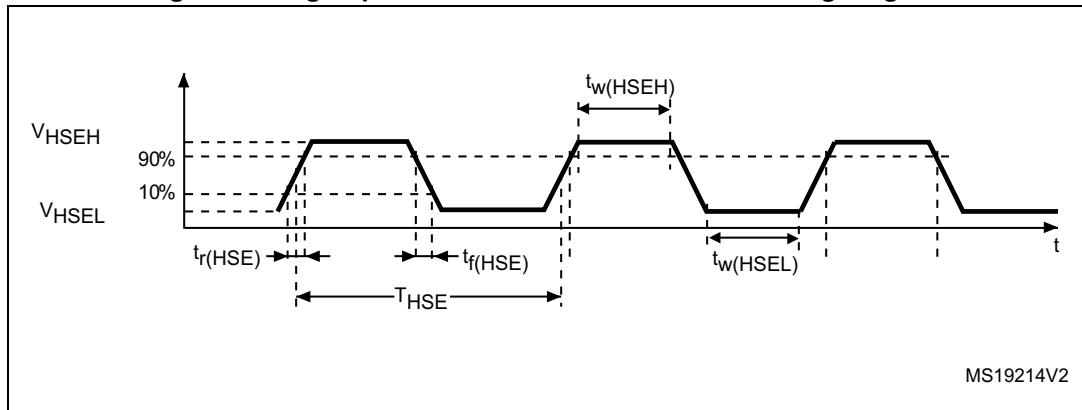 tw(HSEH)
VHSEH
90%
10%
VHSEL
tr(HSE)
tf(HSE)
tw(HSEL)
t
THSE
MS19214V2